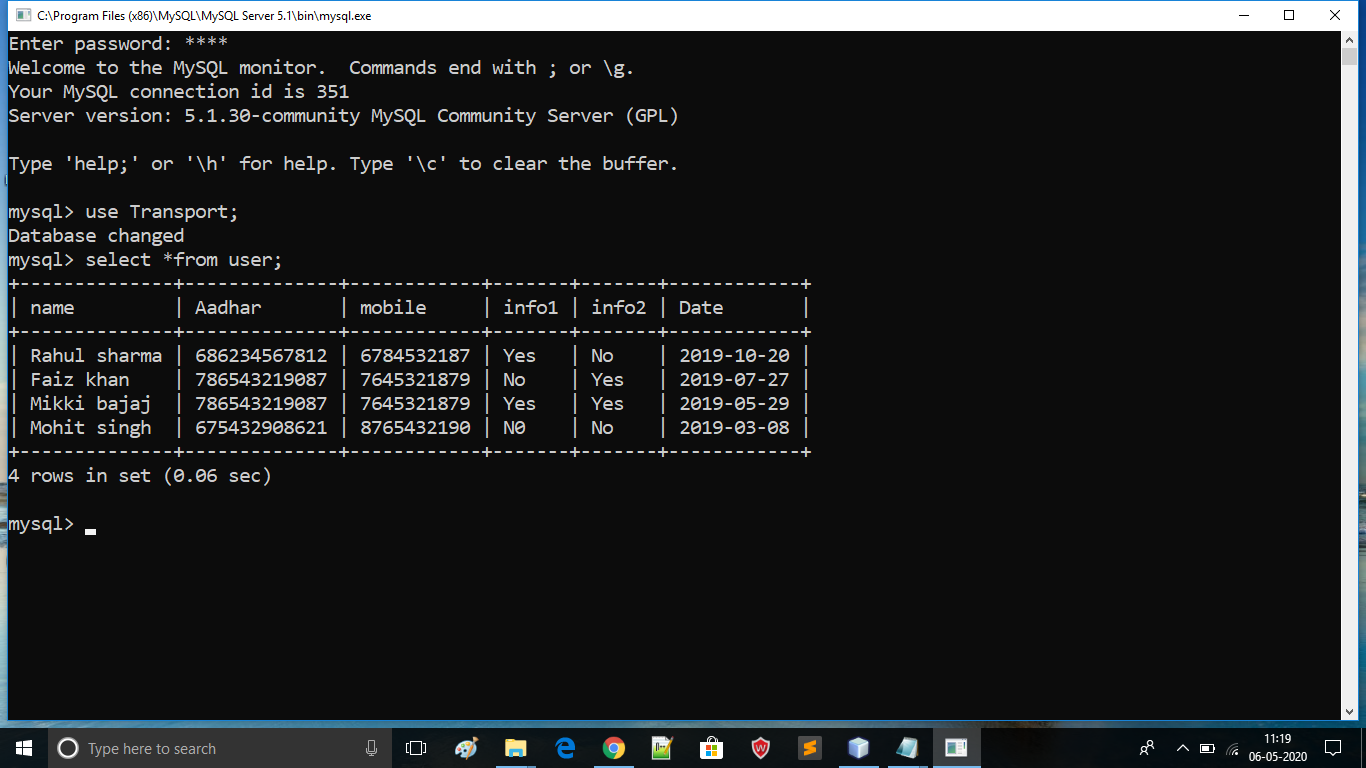 C:\Program Files (x86)\MySQL\MySQL Server 5.1\bin\mysql.exe
Enter password: ****
Welcome to the MySQL monitor.  Commands end with ; or \g.
Your MySQL connection id is 351
Server version: 5.1.30-community MySQL Community Server (GPL)
Type 'help;' or '\h' for help. Type '\c' to clear the buffer.
mysql> use Transport;
Database changed
mysql> select *from user;
+--------------+--------------+------------+-------+-------+------------+
| name         | Aadhar       | mobile     | info1 | info2 | Date       |
+--------------+--------------+------------+-------+-------+------------+
| Rahul sharma | 686234567812 | 6784532187 | Yes   | No    | 2019-10-20 |
| Faiz khan    | 786543219087 | 7645321879 | No    | Yes   | 2019-07-27 |
| Mikki bajaj  | 786543219087 | 7645321879 | Yes   | Yes   | 2019-05-29 |
| Mohit singh  | 675432908621 | 8765432190 | N0    | No    | 2019-03-08 |
+--------------+--------------+------------+-------+-------+------------+
4 rows in set (0.06 sec)
mysql>
Type here to search
11:19
06-05-2020